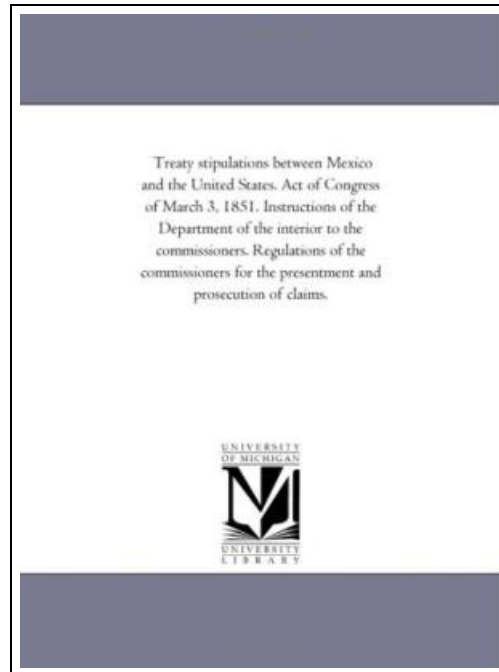 Treaty stipulations between Mexico
and the United States. Act of Congress
of March 3, 1851. Instructions of the
Department of the interior to the
commissioners. Regulations of the
commissioners for the presentment and
prosecution of claims.
UNIVERSITY
OF MICHIGAN
M
UNIVERSITY
LIBRARY